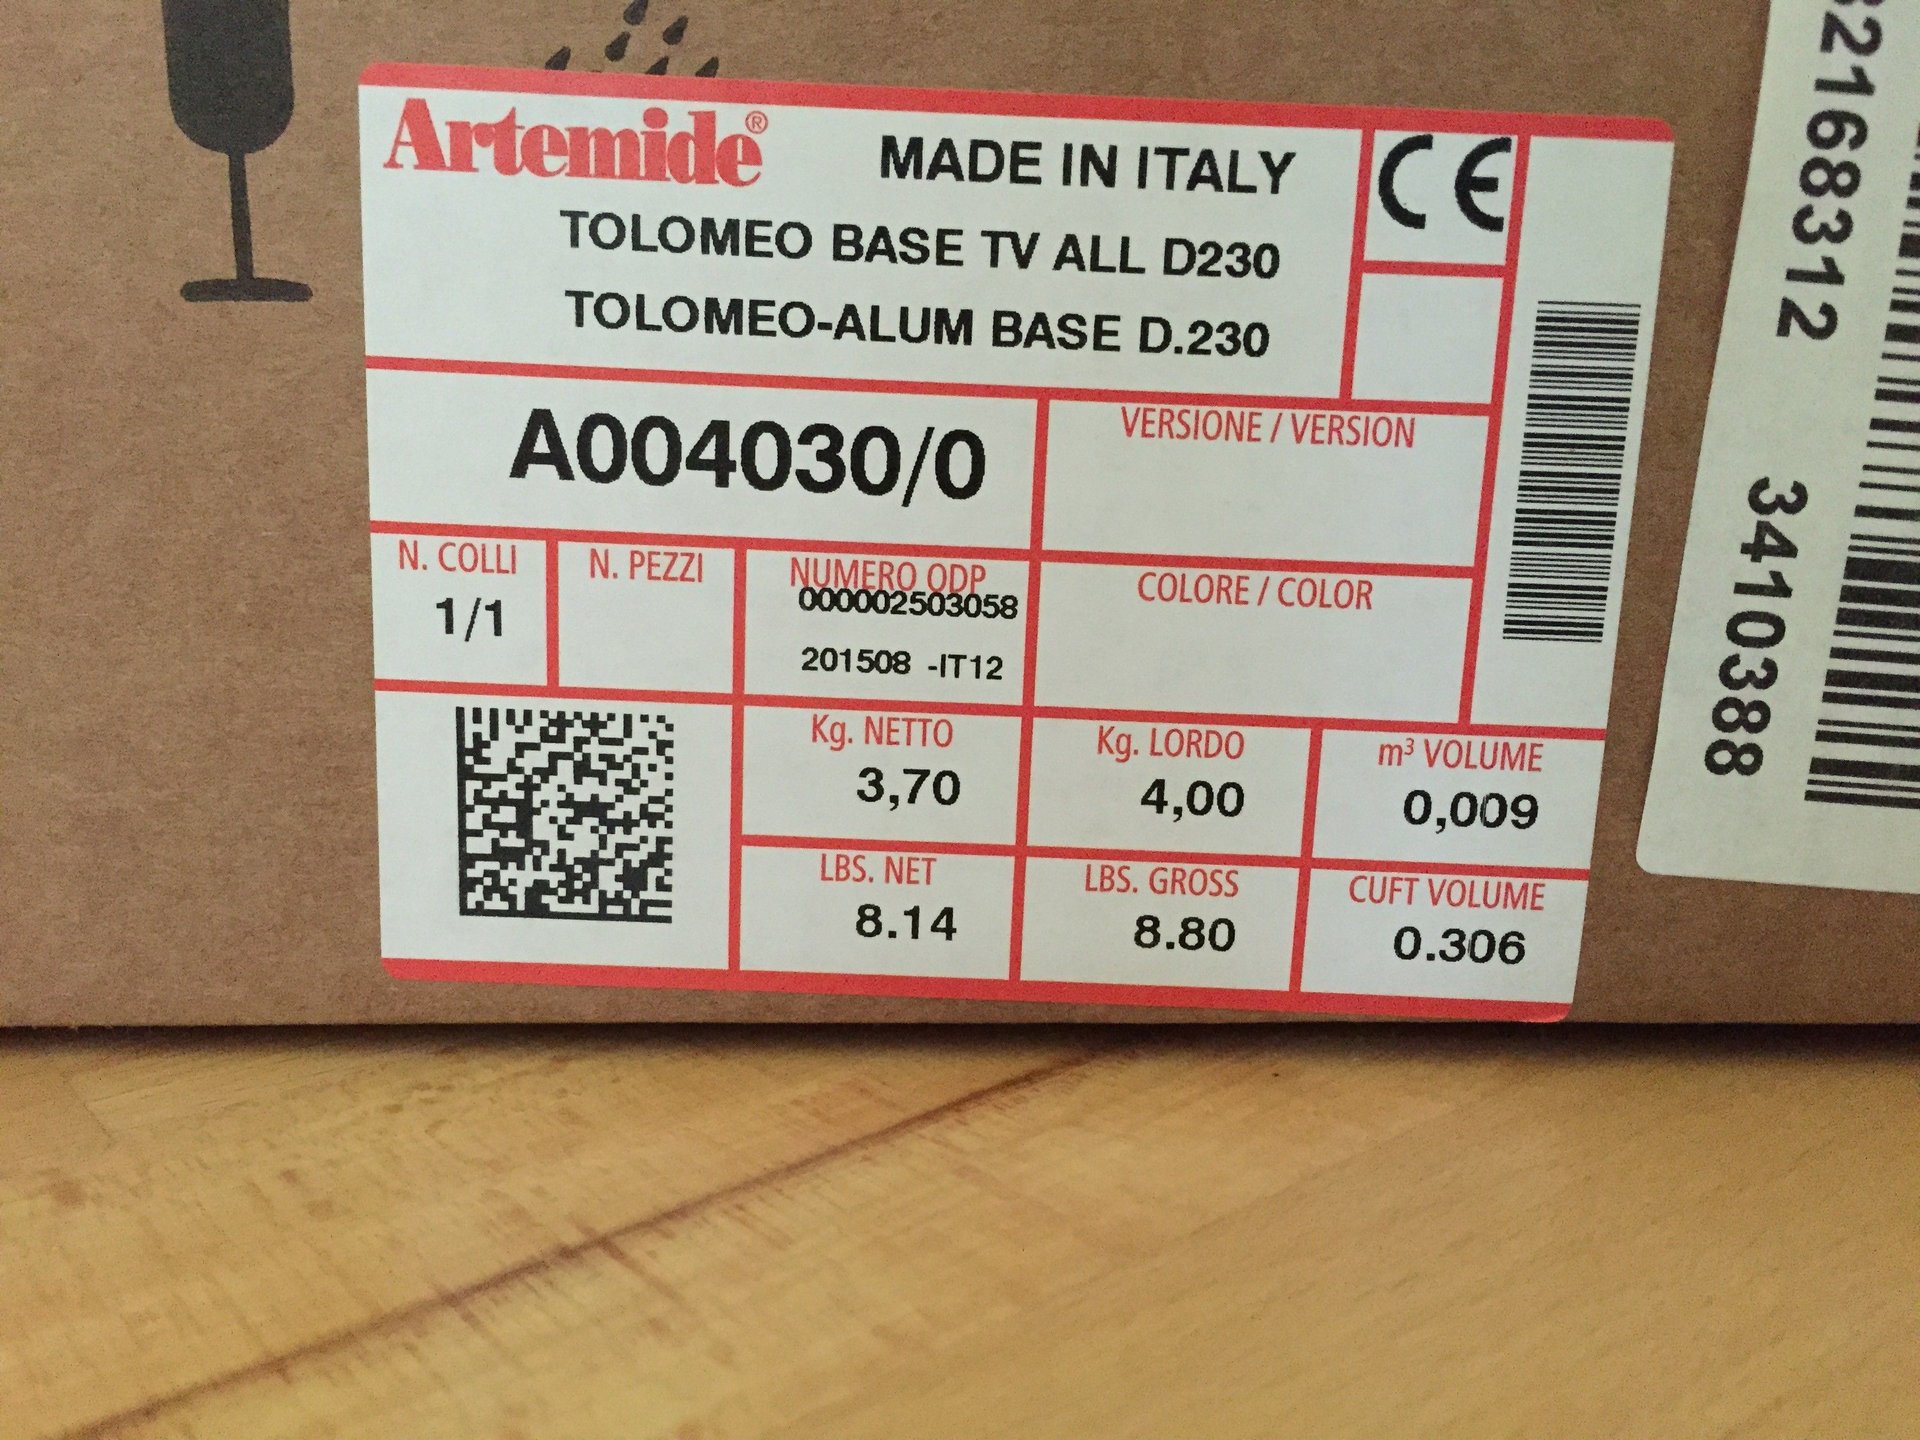 Artemide®
MADE IN ITALY
CE
TOLOMEO BASE TV ALL D230
TOLOMEO-ALUM BASE D.230
A004030/0
VERSIONE / VERSION
N. COLLI
1/1
N. PEZZI
NUMERO ODP
000002503058
201508 -IT12
COLORE / COLOR
Kg. NETTO
3,70
Kg. LORDO
4,00
m³ VOLUME
0,009
LBS. NET
8.14
LBS. GROSS
8.80
CUFT VOLUME
0.306
32168312
3410388